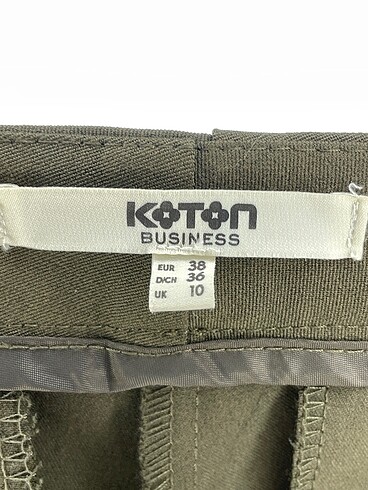 KOTON
BUSINESS
EUR 38
D/CH 36
UK 10